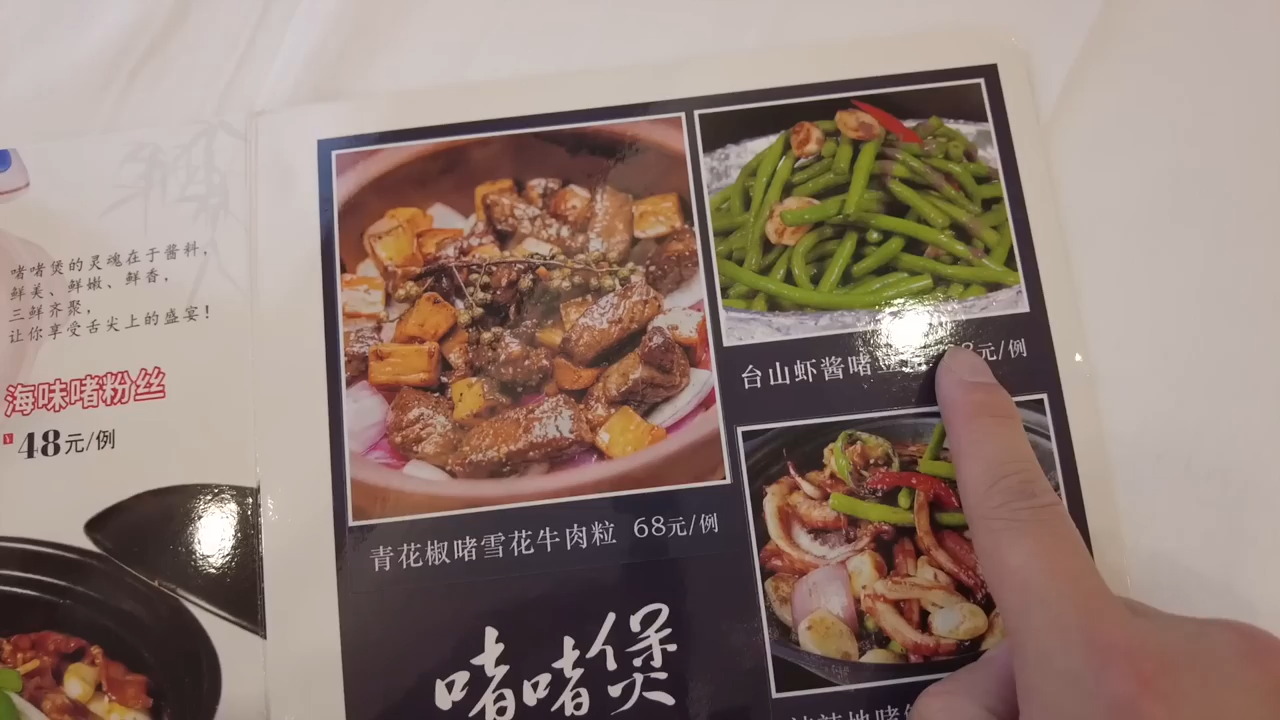 啫啫煲的灵魂在于酱料，
鲜美、鲜嫩、鲜香，
三鲜齐聚，
让你享受舌尖上的盛宴！
海味啫粉丝
¥48元/例
青花椒啫雪花牛肉粒 68元/例
啫啫煲
台山虾酱啫 8元/例